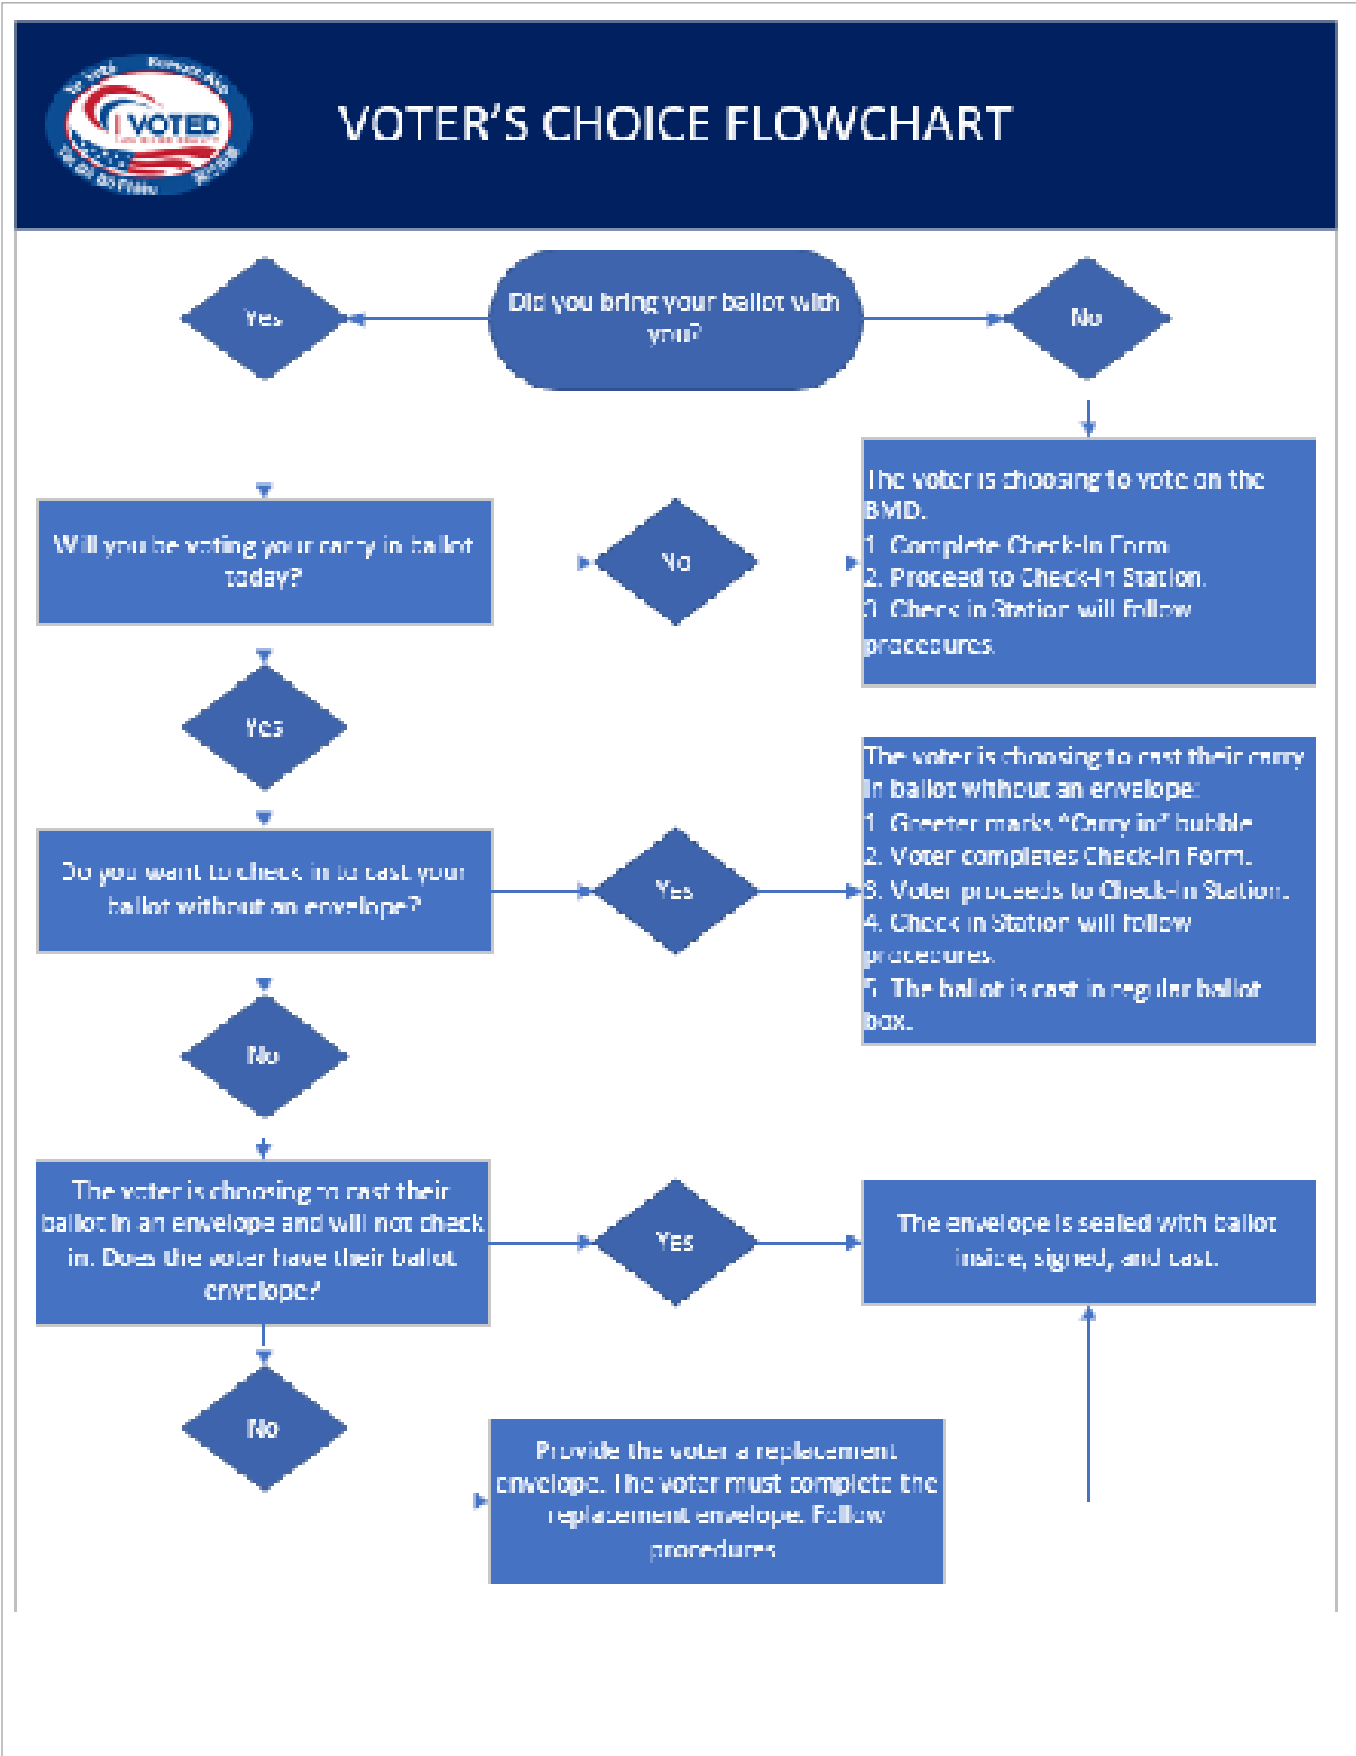 I VOTED
VOTER'S CHOICE FLOWCHART
Yes
Did you bring your ballot with
you?
No
Will you be voting your carry in ballot
today?
No
The voter is choosing to vote on the
BMD.
1. Complete Check-In Form
2. Proceed to Check-In Station.
3. Check in Station will follow
procedures.
Yes
Do you want to check in to cast your
ballot without an envelope?
Yes
The voter is choosing to cast their carry
in ballot without an envelope:
1. Greeter marks "Carry in" bubble
2. Voter completes Check-In Form.
3. Voter proceeds to Check-In Station.
4. Check in Station will follow
procedures.
5. The ballot is cast in regular ballot
box.
No
The voter is choosing to cast their
ballot in an envelope and will not check
in. Does the voter have their ballot
envelope?
Yes
The envelope is sealed with ballot
inside, signed, and cast.
No
Provide the voter a replacement
envelope. The voter must complete the
replacement envelope. Follow
procedures